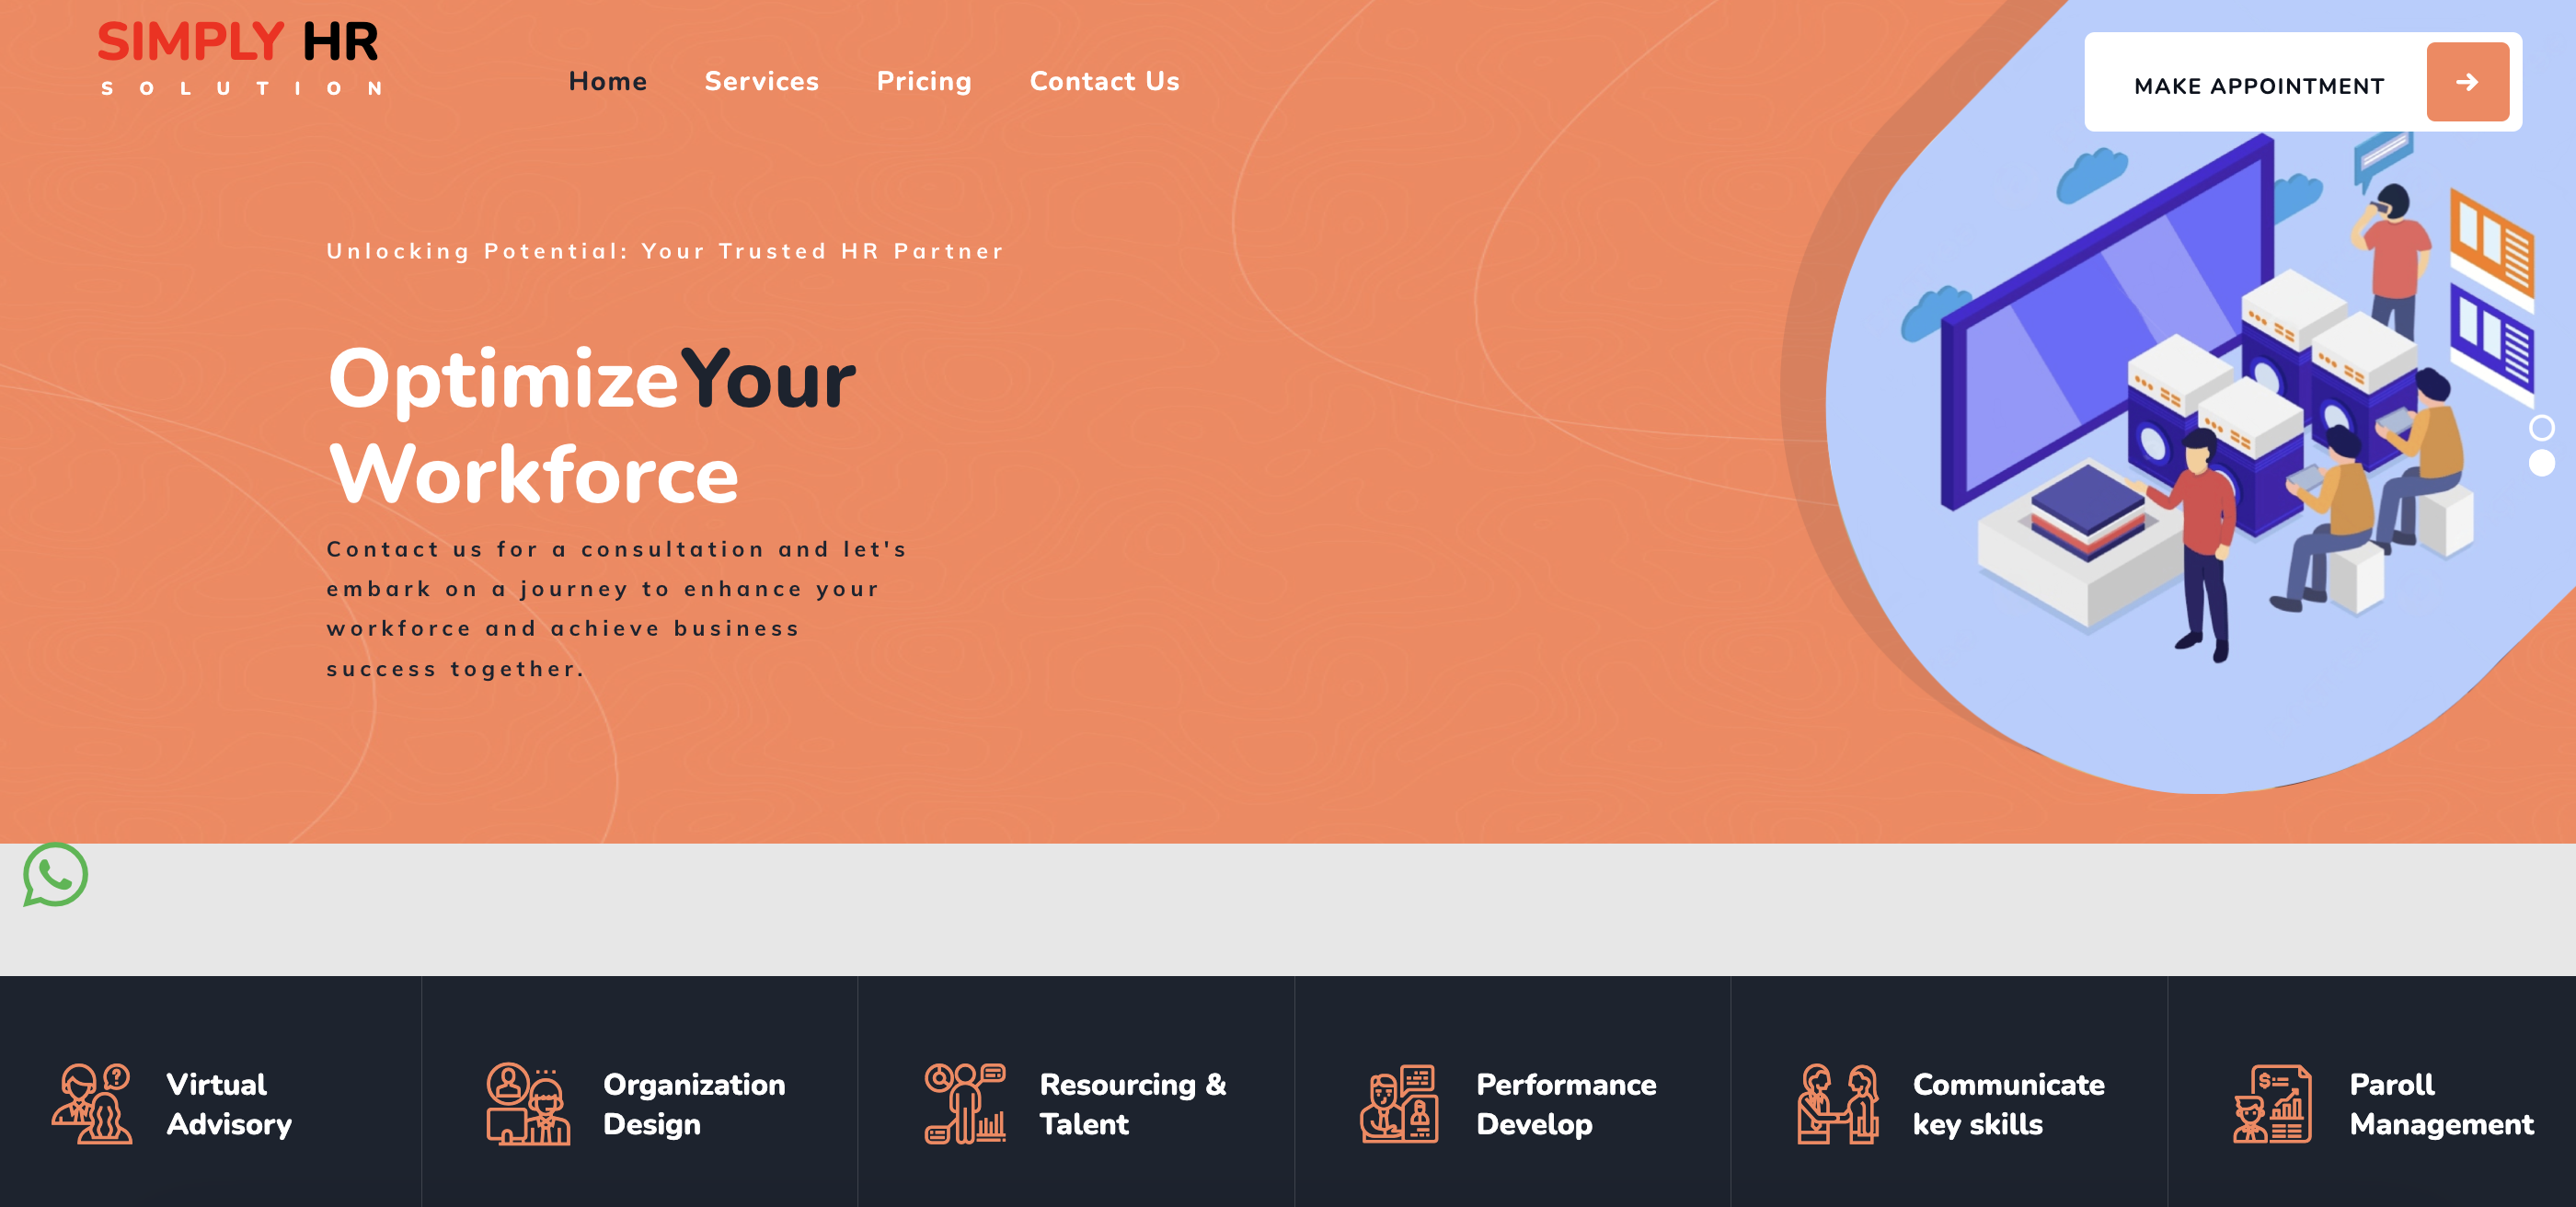 SIMPLY HR
SOLUTION
Home Services Pricing Contact Us
MAKE APPOINTMENT
Unlocking Potential: Your Trusted HR Partner
OptimizeYour
Workforce
Contact us for a consultation and let's
embark on a journey to enhance your
workforce and achieve business
success together.
Virtual
Advisory
Organization
Design
Resourcing &
Talent
Performance
Develop
Communicate
key skills
Paroll
Management